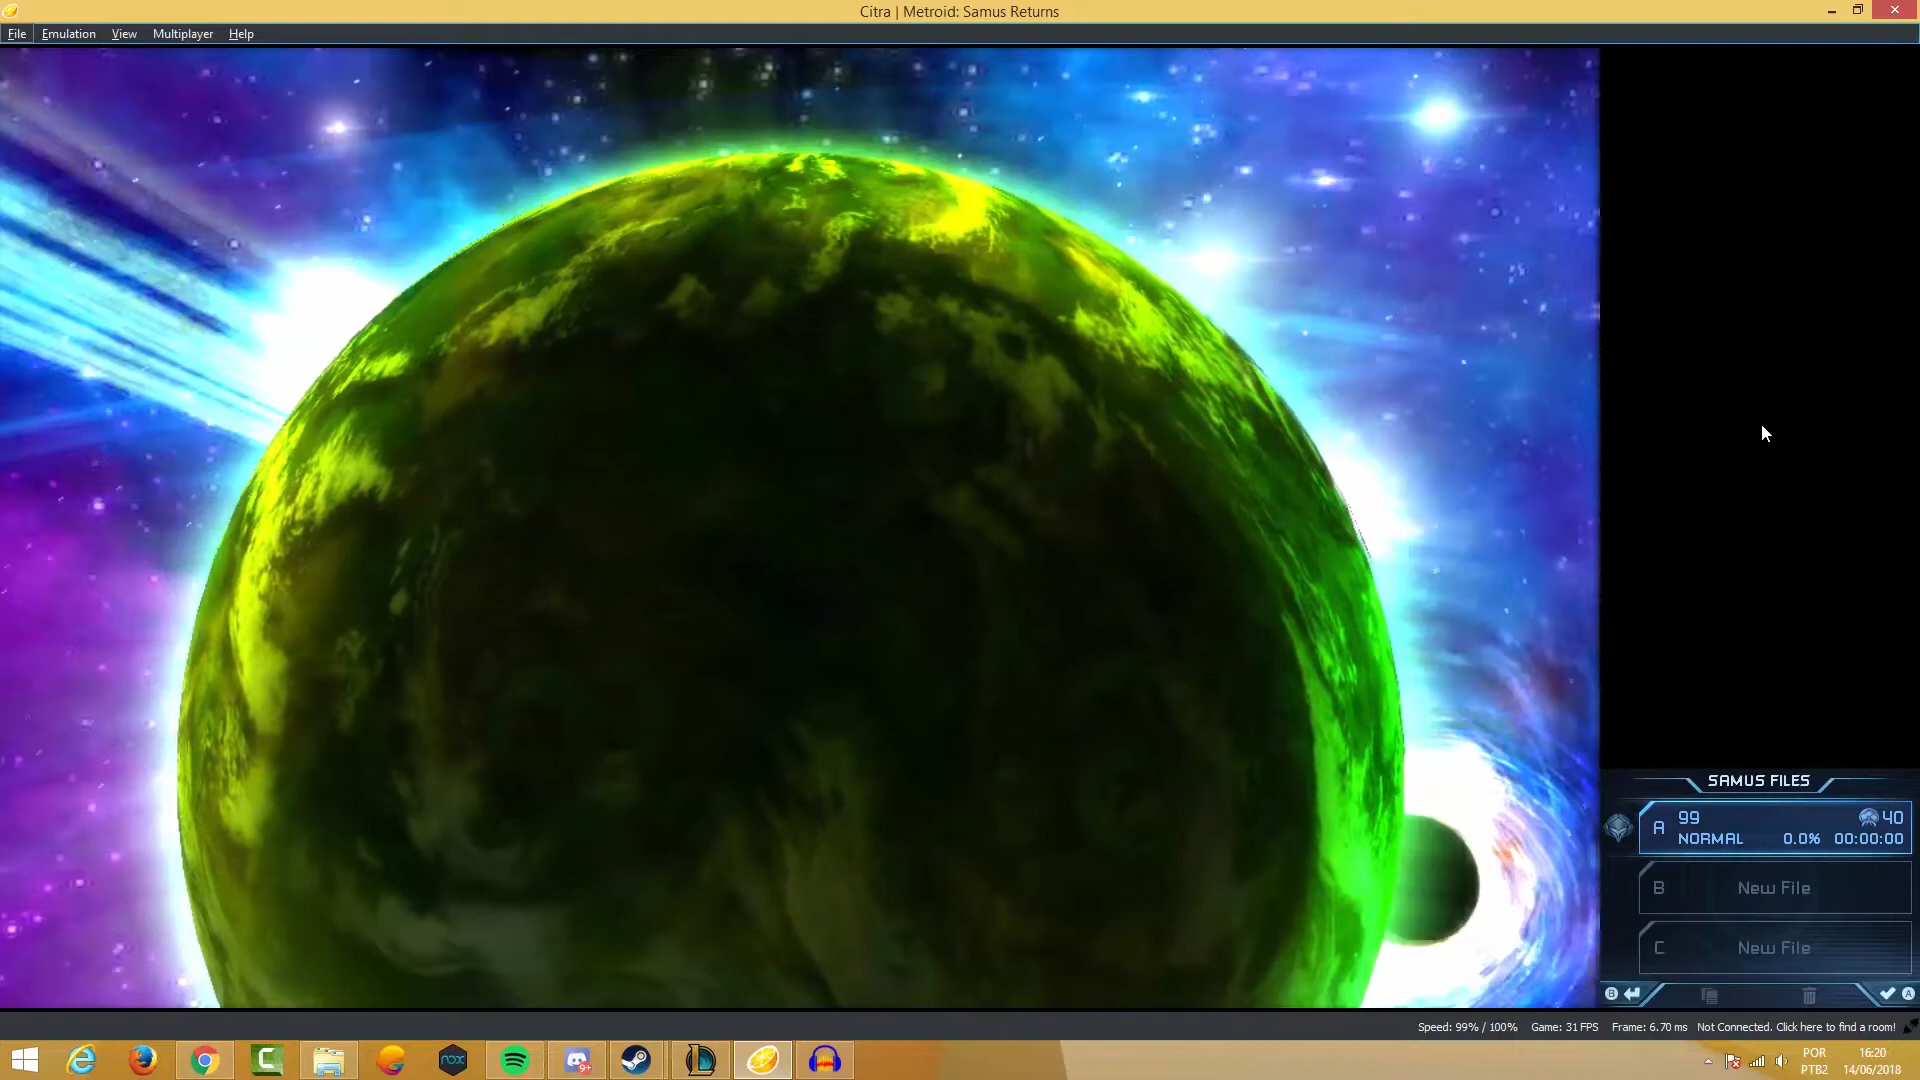 Citra | Metroid: Samus Returns
File Emulation View Multiplayer Help
SAMUS FILES
A 99 40
NORMAL 0.0% 00:00:00
B New File
C New File
B A
Speed: 99% / 100% Game: 31 FPS Frame: 6.70 ms Not Connected. Click here to find a room!
nox 9+ POR 16:20
PTB2 14/06/2018